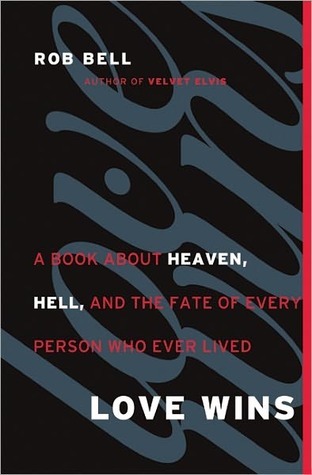 ROB BELL
AUTHOR OF VELVET ELVIS
A BOOK ABOUT HEAVEN,
HELL, AND THE FATE OF EVERY
PERSON WHO EVER LIVED
LOVE WINS